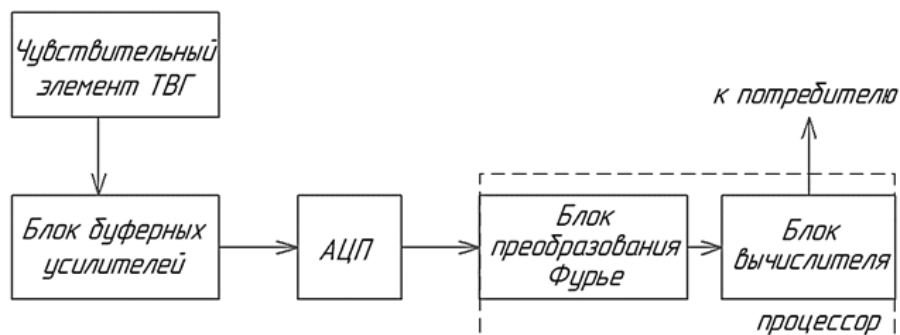 Чувствительный
элемент ТВГ
к потребителю
Блок буферных
усилителей
АЦП
Блок
преобразования
Фурье
Блок
вычислителя
процессор